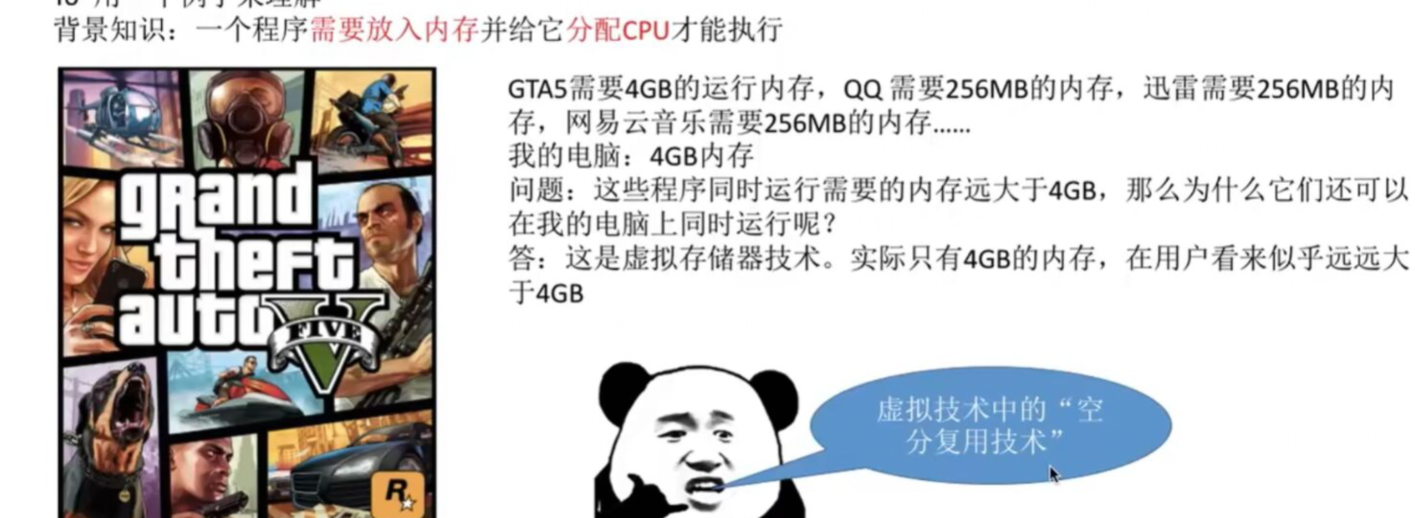 背景知识：一个程序需要放入内存并给它分配CPU才能执行
GTA5需要4GB的运行内存，QQ 需要256MB的内存，迅雷需要256MB的内
存，网易云音乐需要256MB的内存……
我的电脑：4GB内存
问题：这些程序同时运行需要的内存远大于4GB，那么为什么它们还可以
在我的电脑上同时运行呢？
答：这是虚拟存储器技术。实际只有4GB的内存，在用户看来似乎远远大
于4GB
grand
theft
auto
V
FIVE
R
虚拟技术中的“空
分复用技术”